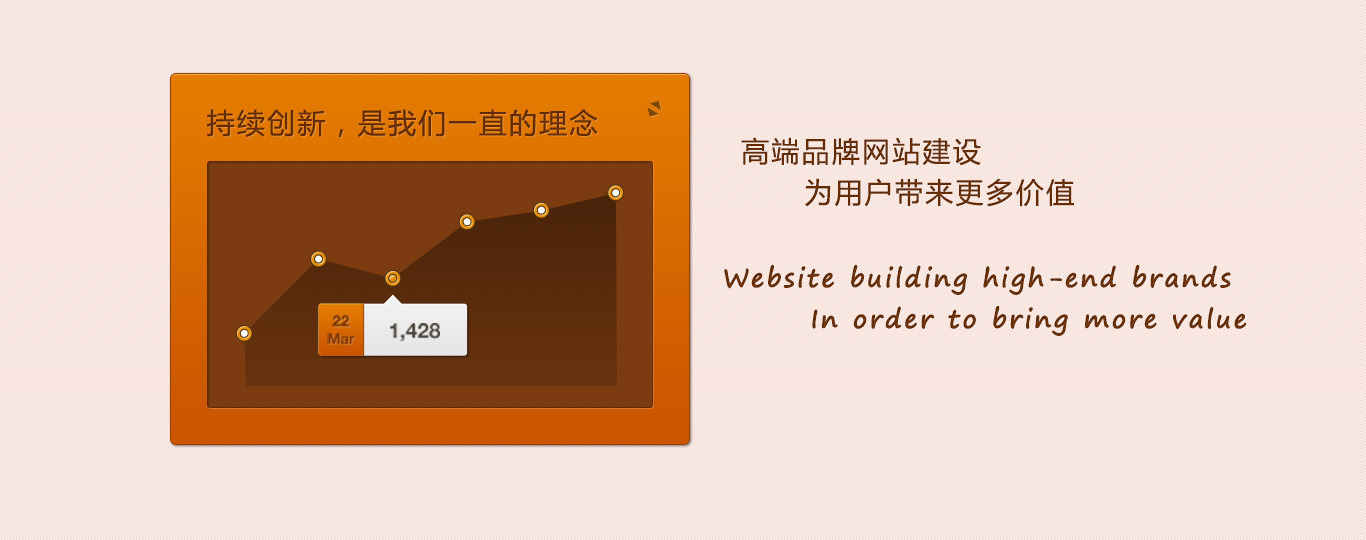 持续创新，是我们一直的理念
22
Mar
1,428
高端品牌网站建设
为用户带来更多价值
Website building high-end brands
In order to bring more value